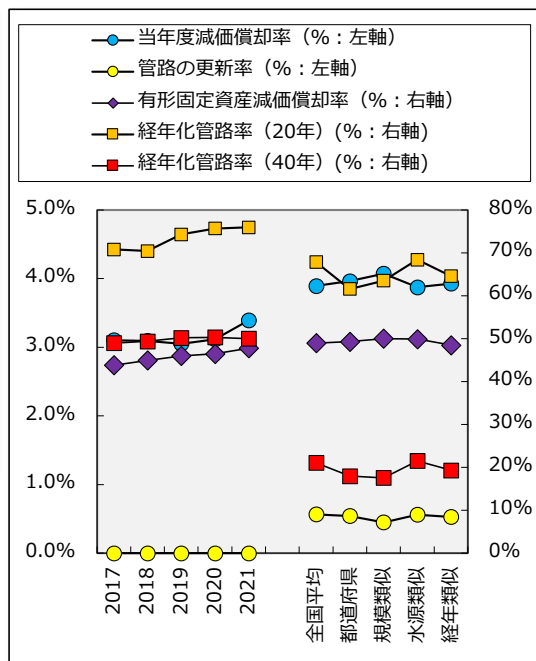 当年度減価償却率（%：左軸）
管路の更新率（%：左軸）
有形固定資産減価償却率（%：右軸）
経年化管路率（20年）(%：右軸)
経年化管路率（40年）(%：右軸)
5.0%
4.0%
3.0%
2.0%
1.0%
0.0%
80%
70%
60%
50%
40%
30%
20%
10%
0%
2017
2018
2019
2020
2021
全国平均
都道府県
規模類似
水源類似
経年類似